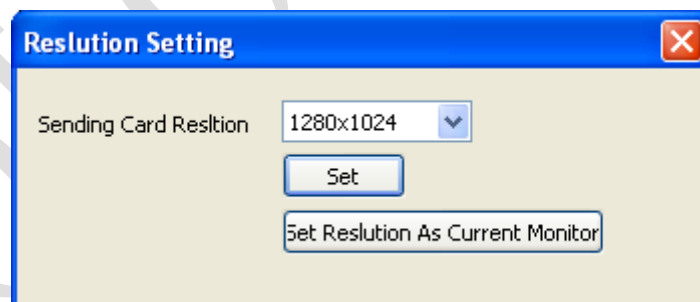 Reslution Setting
Sending Card Resltion 1280x1024
Set
Set Reslution As Current Monitor